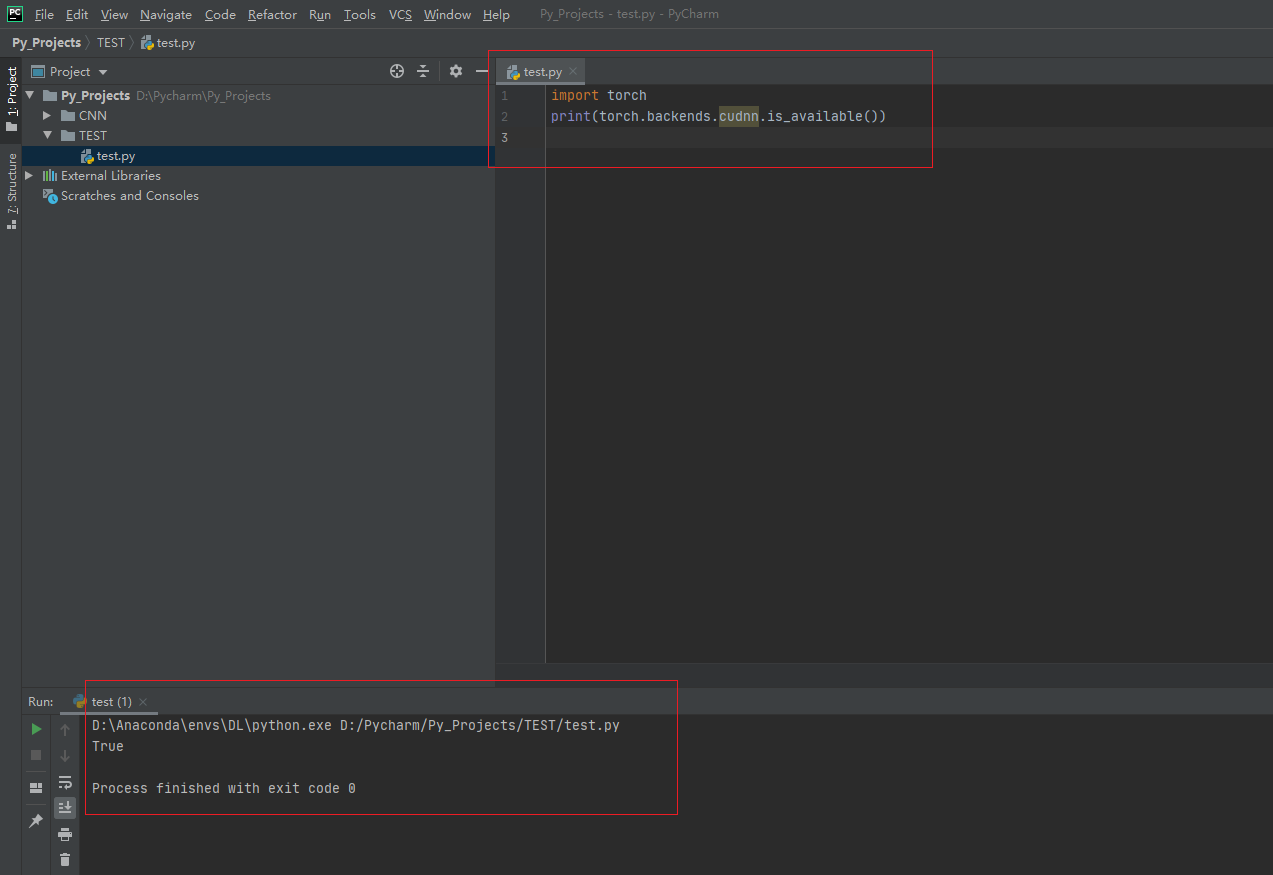 PC File Edit View Navigate Code Refactor Run Tools VCS Window Help Py_Projects - test.py - PyCharm
Py_Projects TEST test.py
1: Project
7: Structure
Project
Py_Projects D:\Pycharm\Py_Projects
CNN
TEST
test.py
External Libraries
Scratches and Consoles
test.py
1 import torch
2 print(torch.backends.cudnn.is_available())
3
Run: test (1)
D:\Anaconda\envs\DL\python.exe D:/Pycharm/Py_Projects/TEST/test.py
True
Process finished with exit code 0